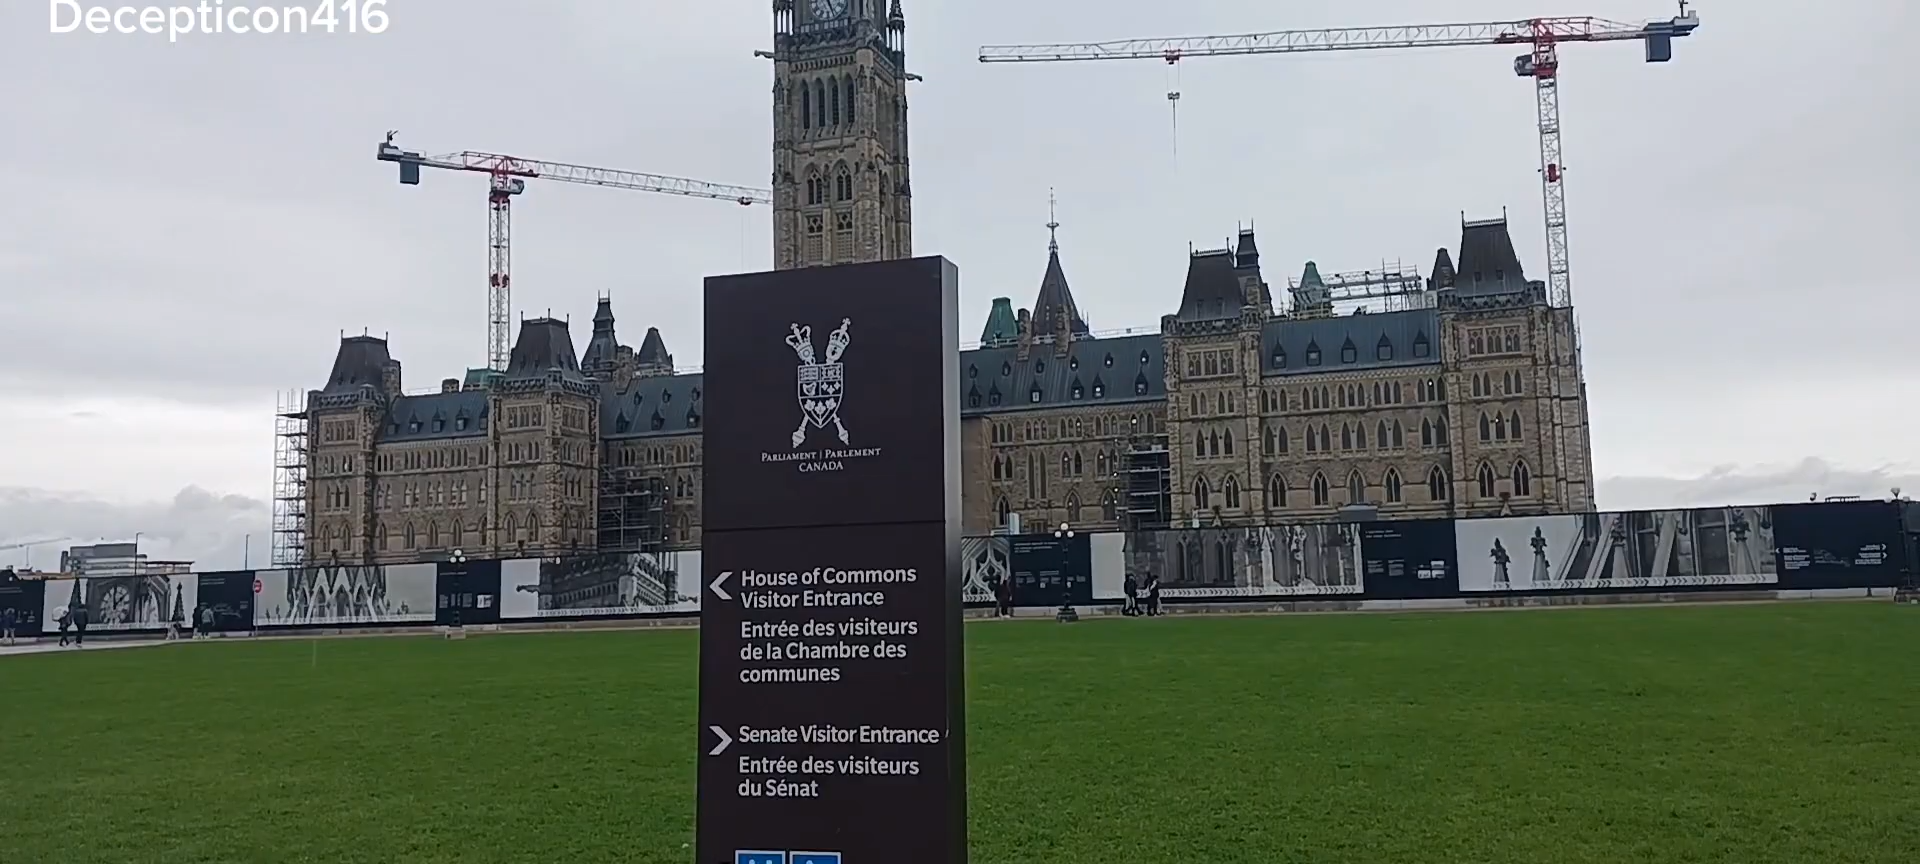 Decepticon416
PARLIAMENT | PARLEMENT
CANADA
House of Commons
Visitor Entrance
Entrée des visiteurs
de la Chambre des
communes
Senate Visitor Entrance
Entrée des visiteurs
du Sénat